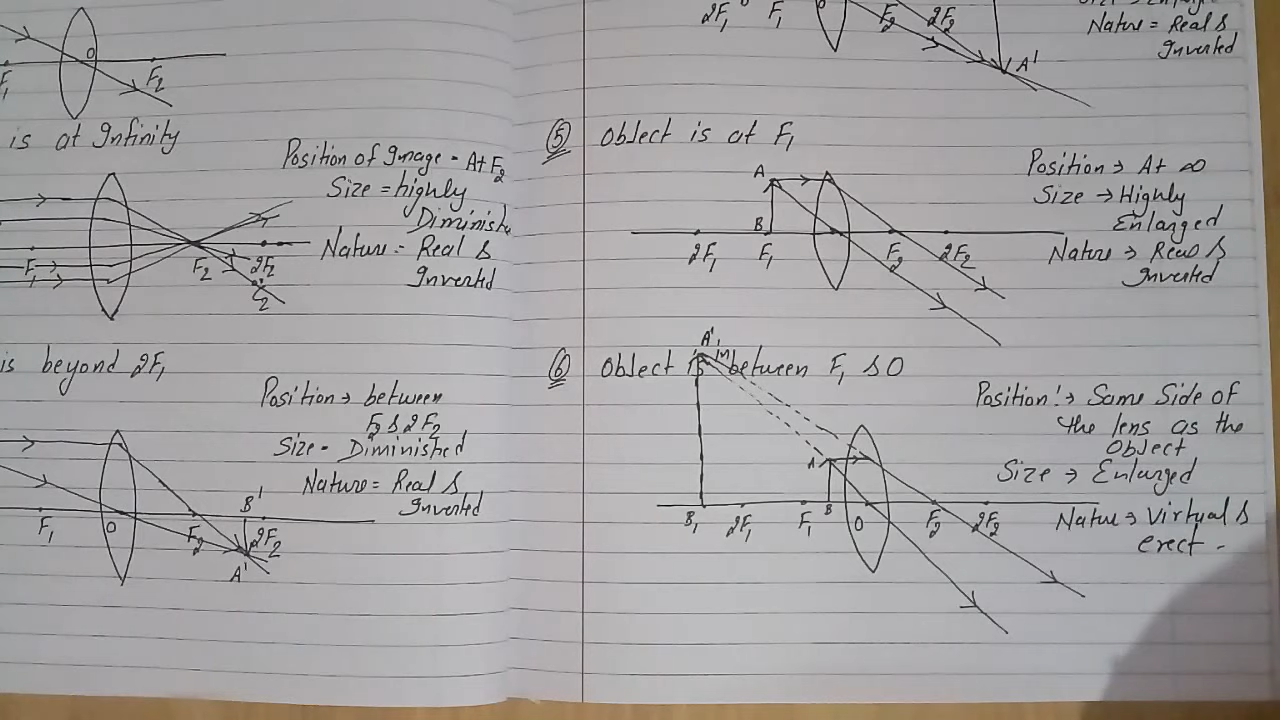 O
F₁
F₂
is at Infinity
Position of Image - At F₂
Size = highly
Diminish
Nature = Real &
Inverted
F₁
F₂
2F₂
is beyond 2F₁
Position → between
F₂ & 2F₂
Size - Diminished
Nature = Real &
Inverted
B'
F₁
O
F₂
2F₂
A'
2F₁
F₁
F₂
2F₂
A'
Nature = Real &
Inverted
⑤ Object is at F₁
Position → At ∞
Size → Highly
Enlarged
Nature → Real &
Inverted
A
B
2F₁
F₁
F₂
2F₂
⑥ Object is in between F₁ & O
A'
Position :→ Same Side of
the lens as the
Object
Size → Enlarged
Nature → Virtual &
erect -
A
B₁
2F₁
F₁
B
O
F₂
2F₂